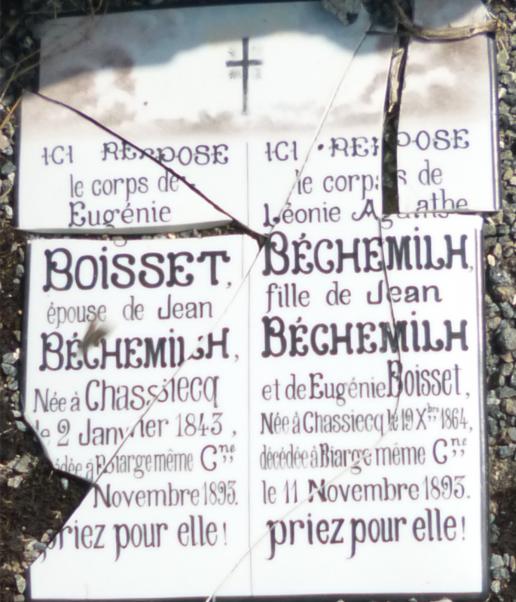 ICI REPOSE
le corps de
Eugénie
BOISSET,
épouse de Jean
BÉCHEMILH,
Née à Chassiecq
le 2 Janvier 1843,
à Biarge même Cne
Novembre 1893.
priez pour elle!
ICI REPOSE
le corps de
Léonie Agathe
BÉCHEMILH,
fille de Jean
BÉCHEMILH
et de Eugénie Boisset,
Née à Chassiecq le 19 Xbre 1864,
décédée à Biarge même Cne
le 11 Novembre 1893.
priez pour elle!